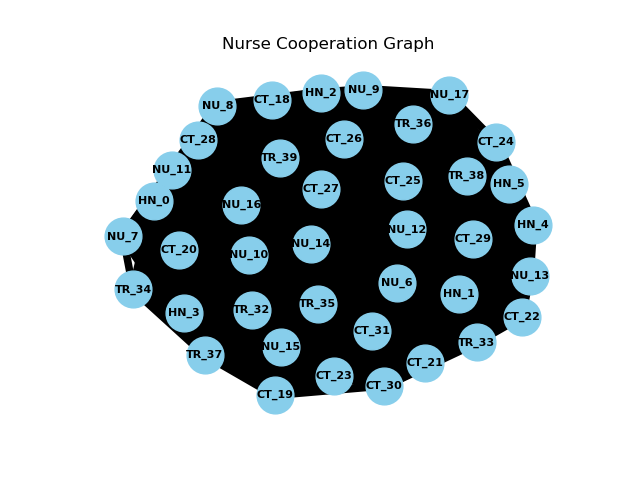 Nurse Cooperation Graph
NU_9
HN_2
NU_17
CT_18
NU_8
TR_36
CT_26
CT_28
CT_24
TR_39
NU_11
TR_38
CT_25
HN_5
CT_27
HN_0
NU_16
HN_4
NU_12
NU_7
CT_29
NU_14
CT_20
NU_10
NU_13
NU_6
TR_34
HN_1
TR_35
TR_32
HN_3
CT_22
CT_31
TR_33
NU_15
TR_37
CT_21
CT_23
CT_30
CT_19